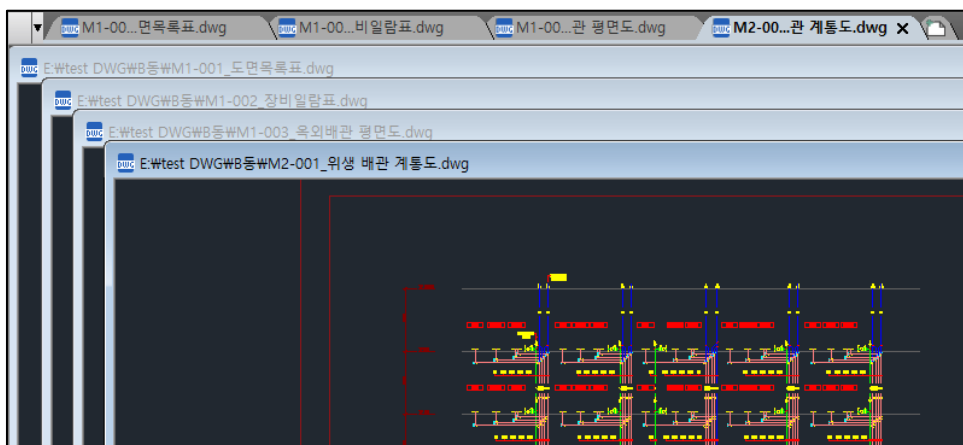 M1-00...면목록표.dwg M1-00...비일람표.dwg M1-00...관 평면도.dwg M2-00...관 계통도.dwg
E:₩test DWG₩B동₩M1-001_도면목록표.dwg
E:₩test DWG₩B동₩M1-002_장비일람표.dwg
E:₩test DWG₩B동₩M1-003_옥외배관 평면도.dwg
E:₩test DWG₩B동₩M2-001_위생 배관 계통도.dwg